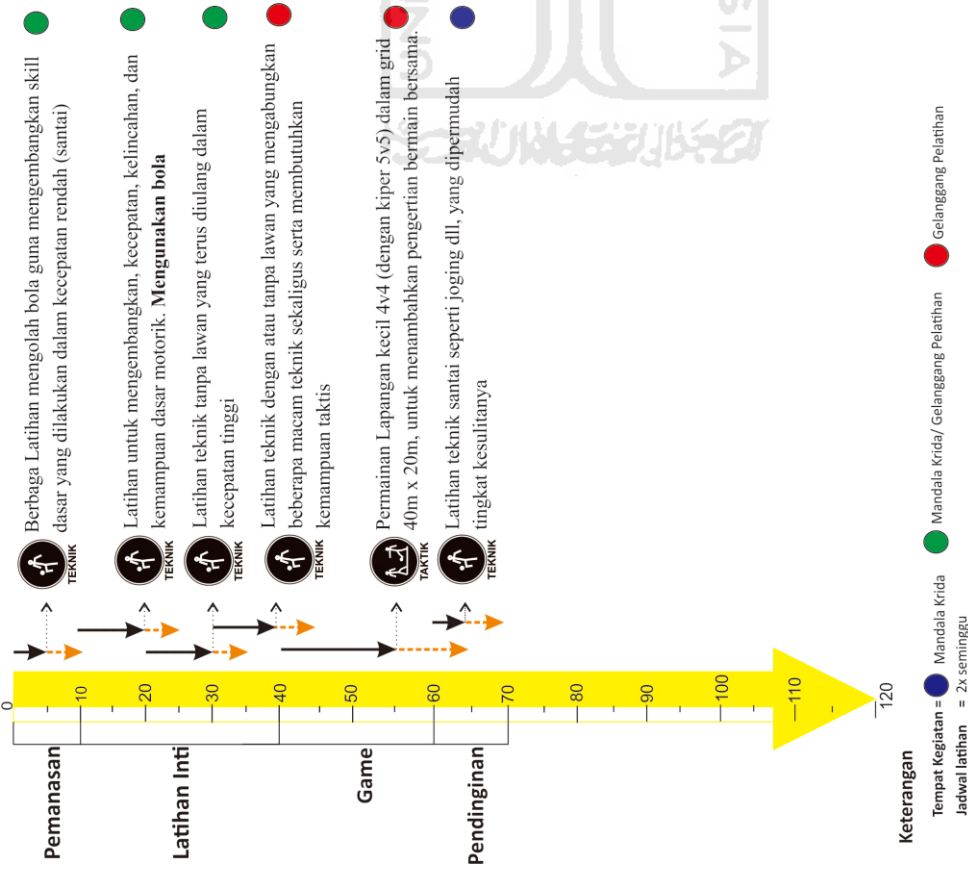 Berbaga Latihan mengolah bola guna mengembangkan skill
dasar yang dilakukan dalam kecepatan rendah (santai)
TEKNIK
Latihan untuk mengembangkan, kecepatan, kelincahan, dan
kemampuan dasar motorik. Mengunakan bola
TEKNIK
Latihan teknik tanpa lawan yang terus diulang dalam
kecepatan tinggi
TEKNIK
Latihan teknik dengan atau tanpa lawan yang mengabungkan
beberapa macam teknik sekaligus serta membutuhkan
kemampuan taktis
TEKNIK
Permainan Lapangan kecil 4v4 (dengan kiper 5v5) dalam grid
40m x 20m, untuk menambahkan pengertian bermain bersama.
TAKTIK
Latihan teknik santai seperti joging dll, yang dipermudah
tingkat kesulitanya
TEKNIK
0
10
20
30
40
50
60
70
80
90
100
110
120
Pemanasan
Latihan Inti
Game
Pendinginan
Keterangan
Tempat Kegiatan = Mandala Krida Mandala Krida/ Gelanggang Pelatihan Gelanggang Pelatihan
Jadwal latihan = 2x seminggu